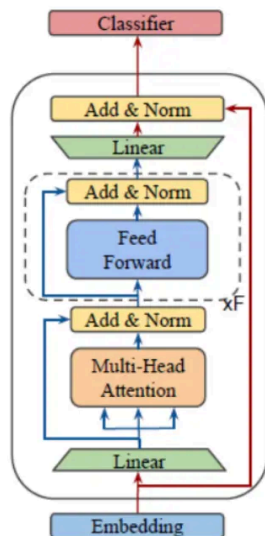 Classifier
Add & Norm
Linear
Add & Norm
Feed
Forward
xF
Add & Norm
Multi-Head
Attention
Linear
Embedding